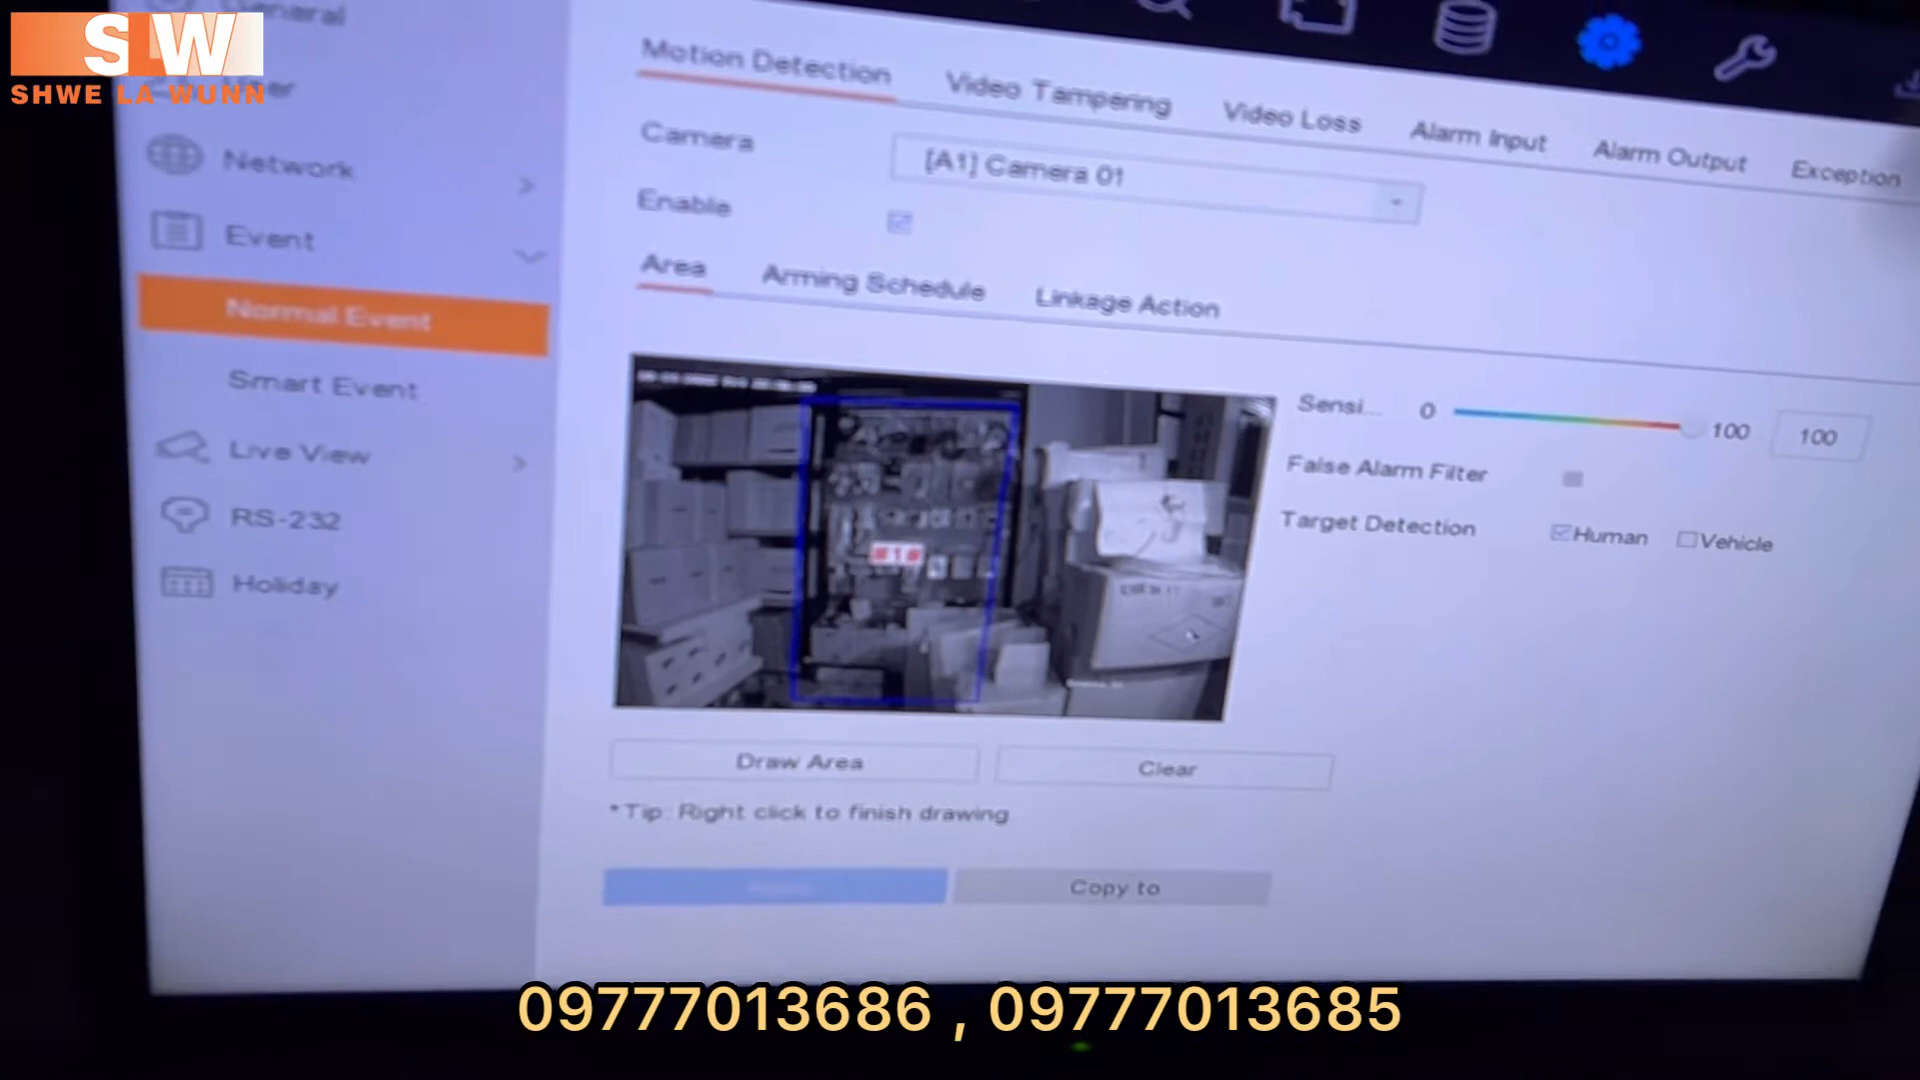 General
SLW
SHWE LA WUNN
Motion Detection
Video Tampering
Video Loss
Alarm Input
Alarm Output
Exception
Camera
[A1] Camera 01
Network
Enable
Event
Area
Arming Schedule
Linkage Action
Normal Event
Smart Event
Sensi...
0
100
100
Live View
False Alarm Filter
RS-232
Target Detection
Human
Vehicle
#1#
Holiday
Draw Area
Clear
*Tip: Right click to finish drawing
Copy to
09777013686 , 09777013685